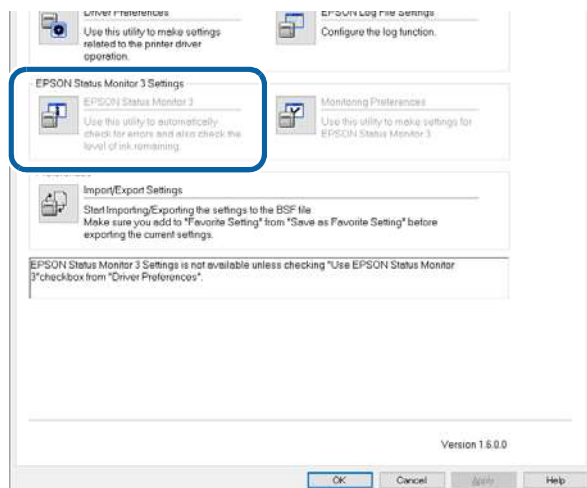 Driver Preferences
EPSON Log File Settings
Use this utility to make settings
related to the printer driver
operation.
Configure the log function.
EPSON Status Monitor 3 Settings
EPSON Status Monitor 3
Use this utility to automatically
check for errors and also check the
level of ink remaining.
Monitoring Preferences
Use this utility to make settings for
EPSON Status Monitor 3.
Preferences
Import/Export Settings
Start Importing/Exporting the settings to the BSF file
Make sure you add to "Favorite Setting" from "Save as Favorite Setting" before
exporting the current settings.
EPSON Status Monitor 3 Settings is not available unless checking "Use EPSON Status Monitor
3"checkbox from "Driver Preferences".
Version 1.6.0.0
OK
Cancel
Apply
Help